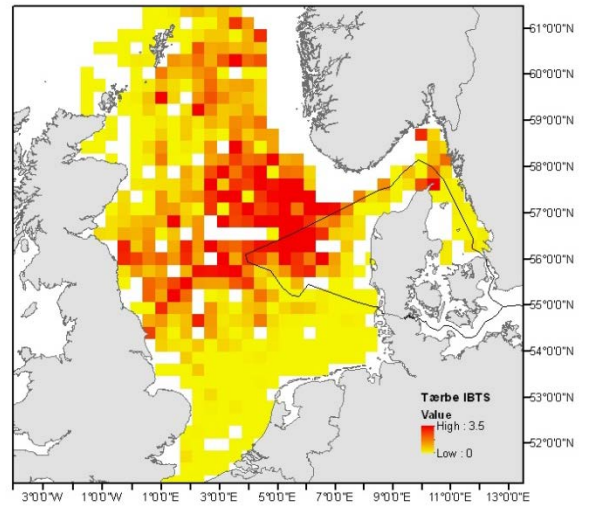 61°0'0"N
60°0'0"N
59°0'0"N
58°0'0"N
57°0'0"N
56°0'0"N
55°0'0"N
54°0'0"N
53°0'0"N
52°0'0"N
Tærbe IBTS
Value
High : 3.5
Low : 0
3°0'0"W 1°0'0"W 1°0'0"E 3°0'0"E 5°0'0"E 7°0'0"E 9°0'0"E 11°0'0"E 13°0'0"E